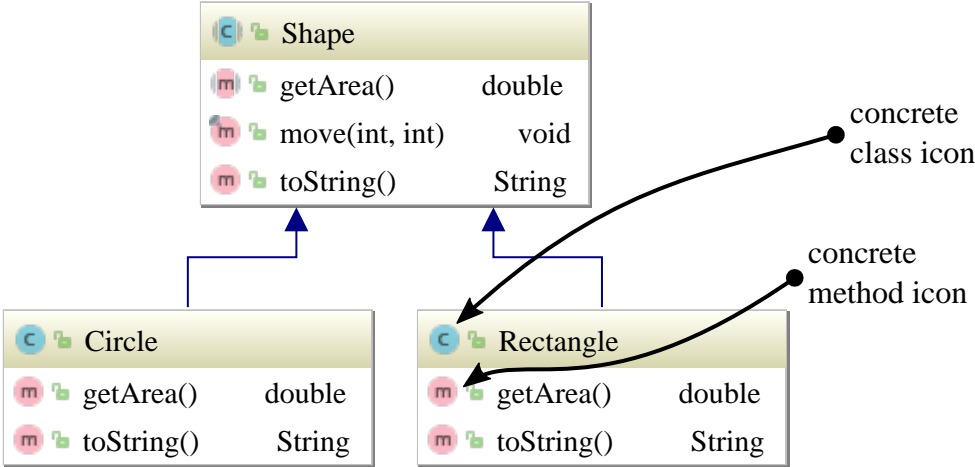 Shape
getArea() double
move(int, int) void
toString() String
concrete
class icon
concrete
method icon
C Circle
m getArea() double
m toString() String
C Rectangle
m getArea() double
m toString() String